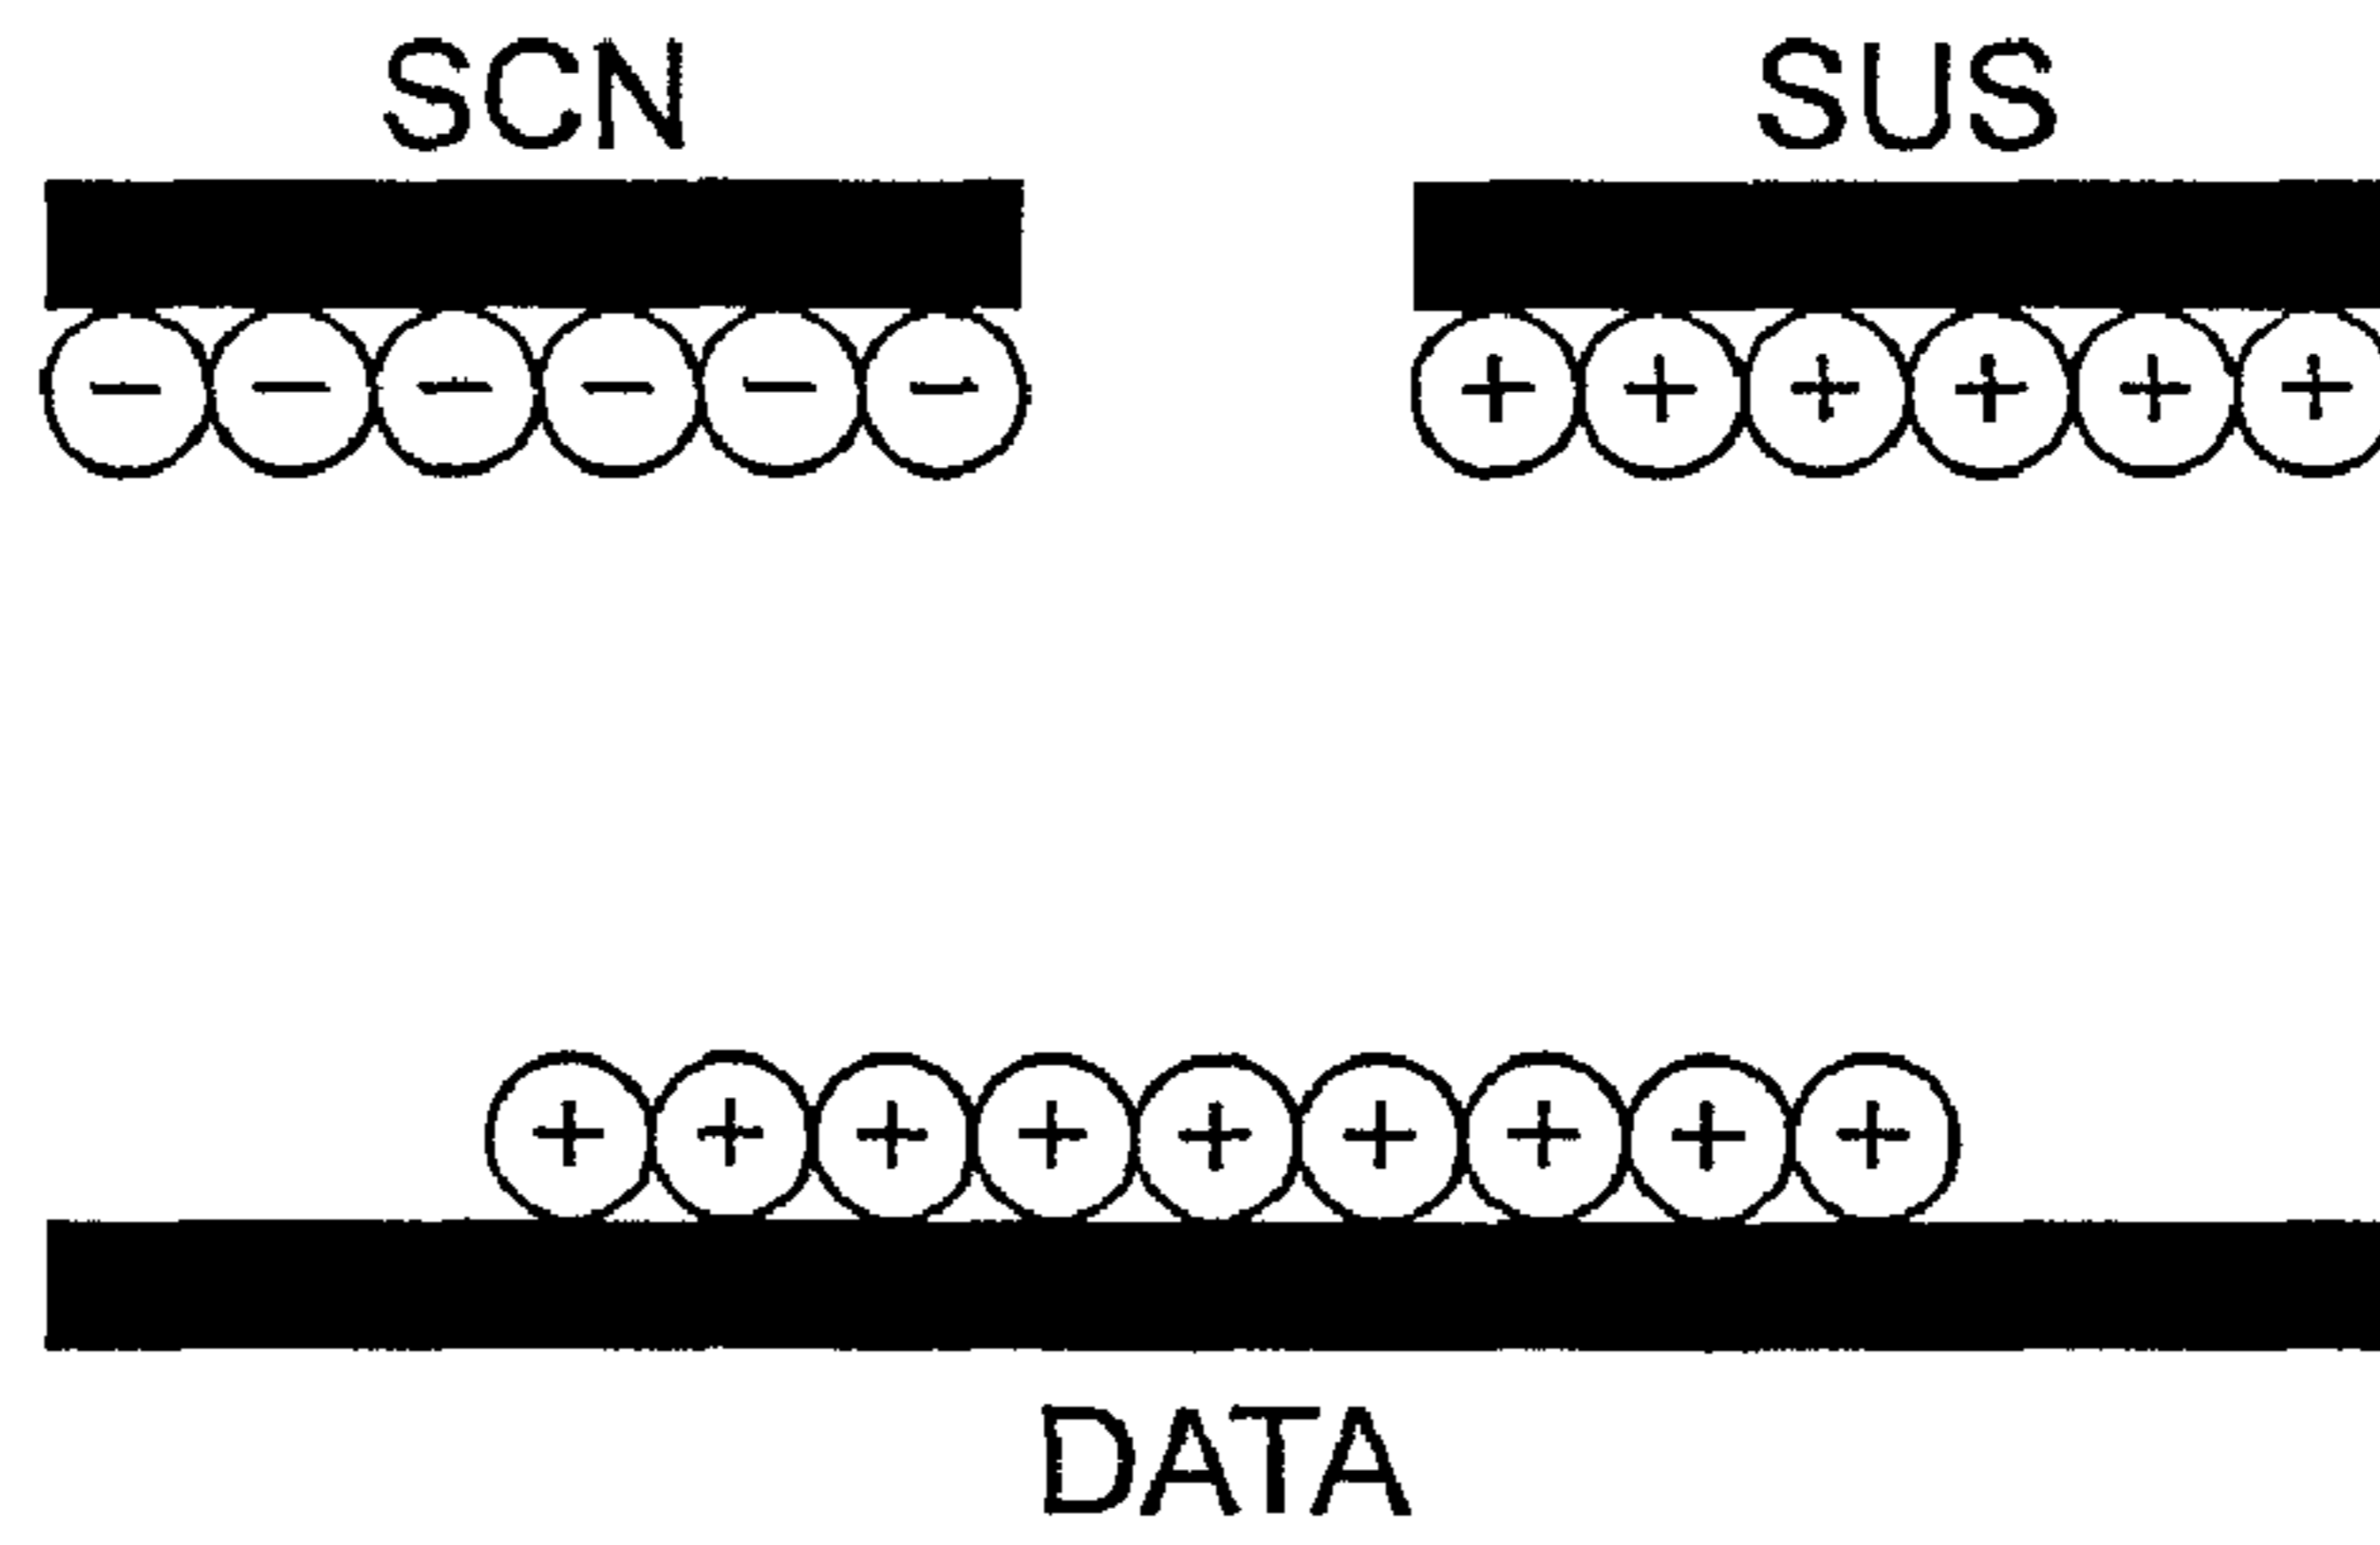 SCN SUS
− − − − − − + + + + + +
+ + + + + + + + +
DATA